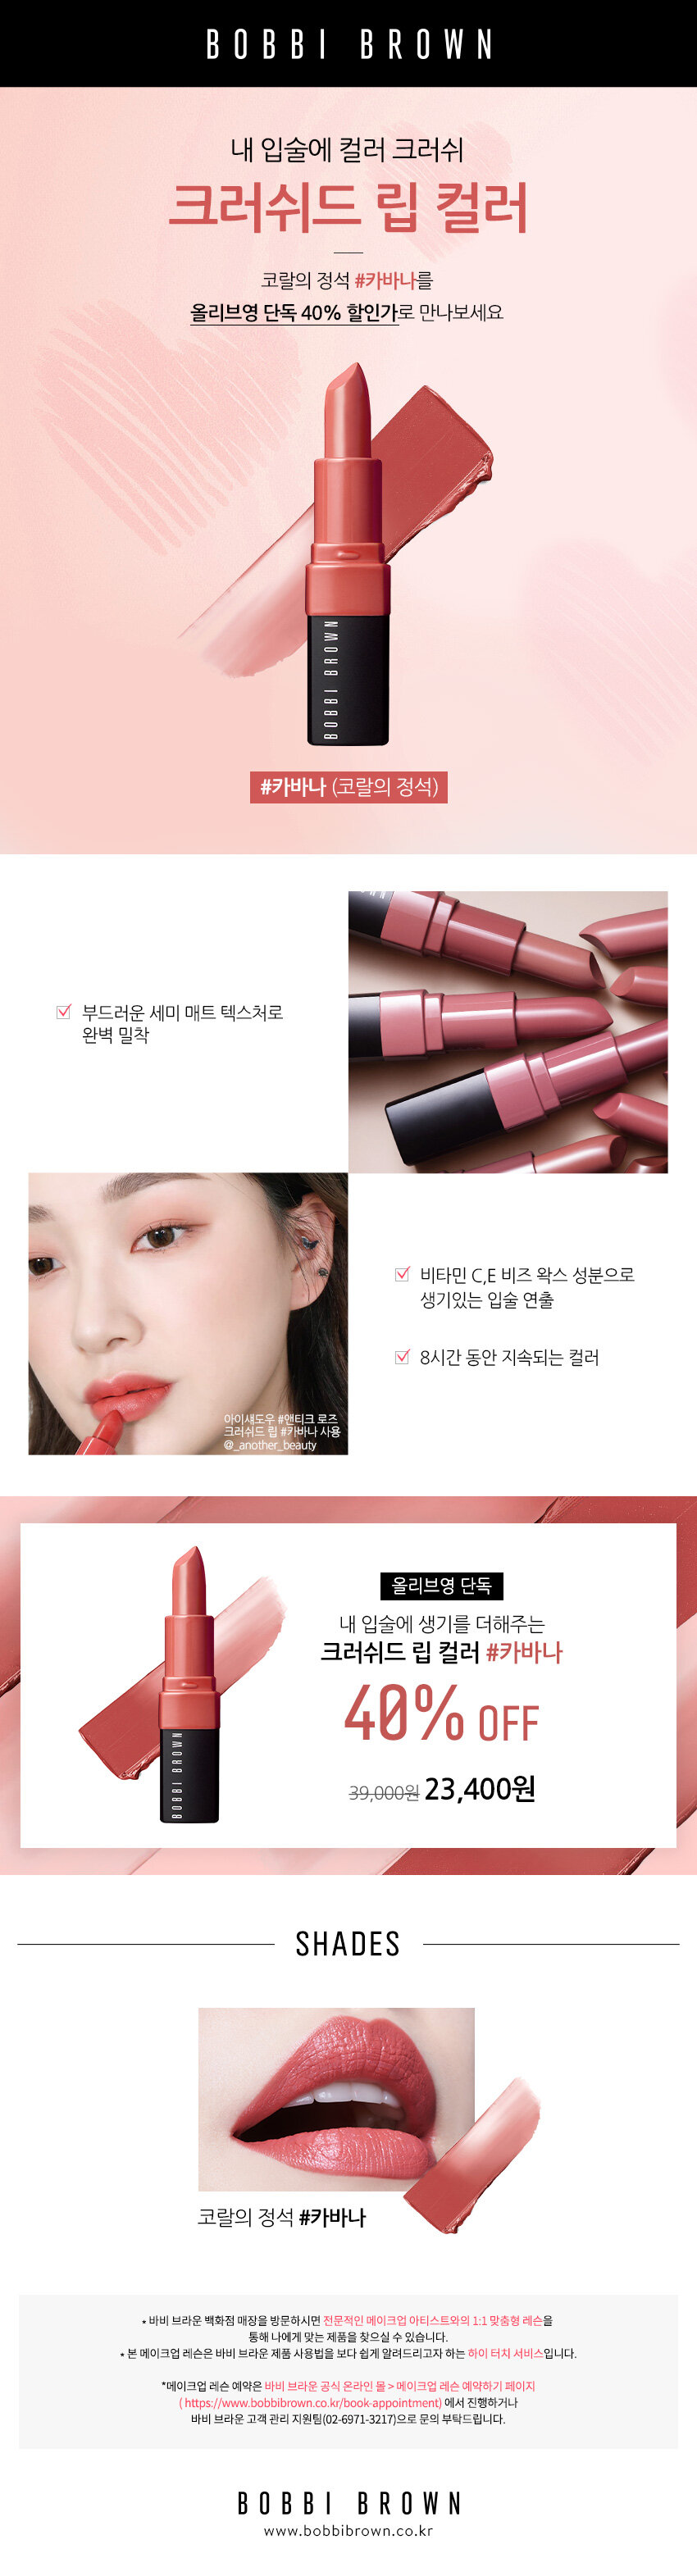 BOBBI BROWN
내 입술에 컬러 크러쉬
크러쉬드 립 컬러
코랄의 정석 #카바나를
올리브영 단독 40% 할인가로 만나보세요
BOBBI BROWN
#카바나 (코랄의 정석)
부드러운 세미 매트 텍스처로
완벽 밀착
비타민 C,E 비즈 왁스 성분으로
생기있는 입술 연출
8시간 동안 지속되는 컬러
아이섀도우 #앤티크 로즈
크러쉬드 립 #카바나 사용
@_another_beauty
올리브영 단독
내 입술에 생기를 더해주는
크러쉬드 립 컬러 #카바나
40% OFF
39,000원 23,400원
BOBBI BROWN
SHADES
코랄의 정석 #카바나
* 바비 브라운 백화점 매장을 방문하시면 전문적인 메이크업 아티스트와의 1:1 맞춤형 레슨을
통해 나에게 맞는 제품을 찾으실 수 있습니다.
* 본 메이크업 레슨은 바비 브라운 제품 사용법을 보다 쉽게 알려드리고자 하는 하이 터치 서비스입니다.
*메이크업 레슨 예약은 바비 브라운 공식 온라인 몰 > 메이크업 레슨 예약하기 페이지
( https://www.bobbibrown.co.kr/book-appointment) 에서 진행하거나
바비 브라운 고객 관리 지원팀(02-6971-3217)으로 문의 부탁드립니다.
BOBBI BROWN
www.bobbibrown.co.kr